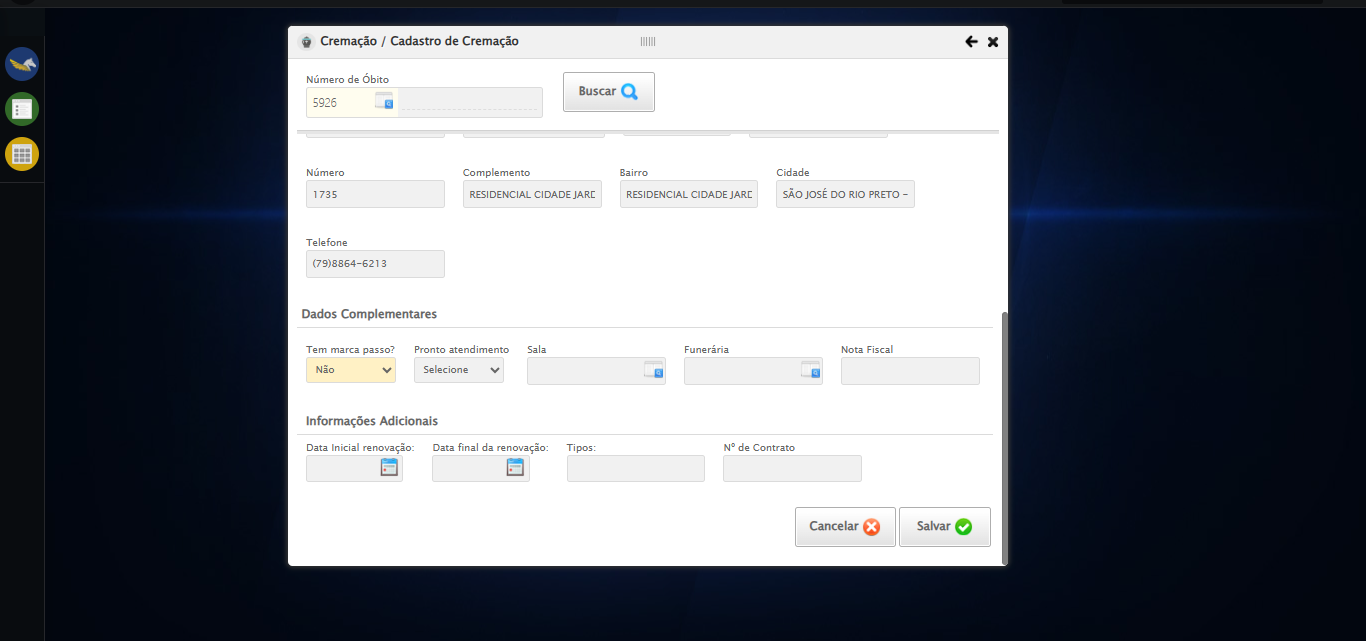 Cremação / Cadastro de Cremação
Número de Óbito
5926
Buscar
Número Complemento Bairro Cidade
1735 RESIDENCIAL CIDADE JARD RESIDENCIAL CIDADE JARD SÃO JOSÉ DO RIO PRETO -
Telefone
(79)8864-6213
Dados Complementares
Tem marca passo? Pronto atendimento Sala Funerária Nota Fiscal
Não Selecione
Informações Adicionais
Data Inicial renovação: Data final da renovação: Tipos: Nº de Contrato
Cancelar Salvar